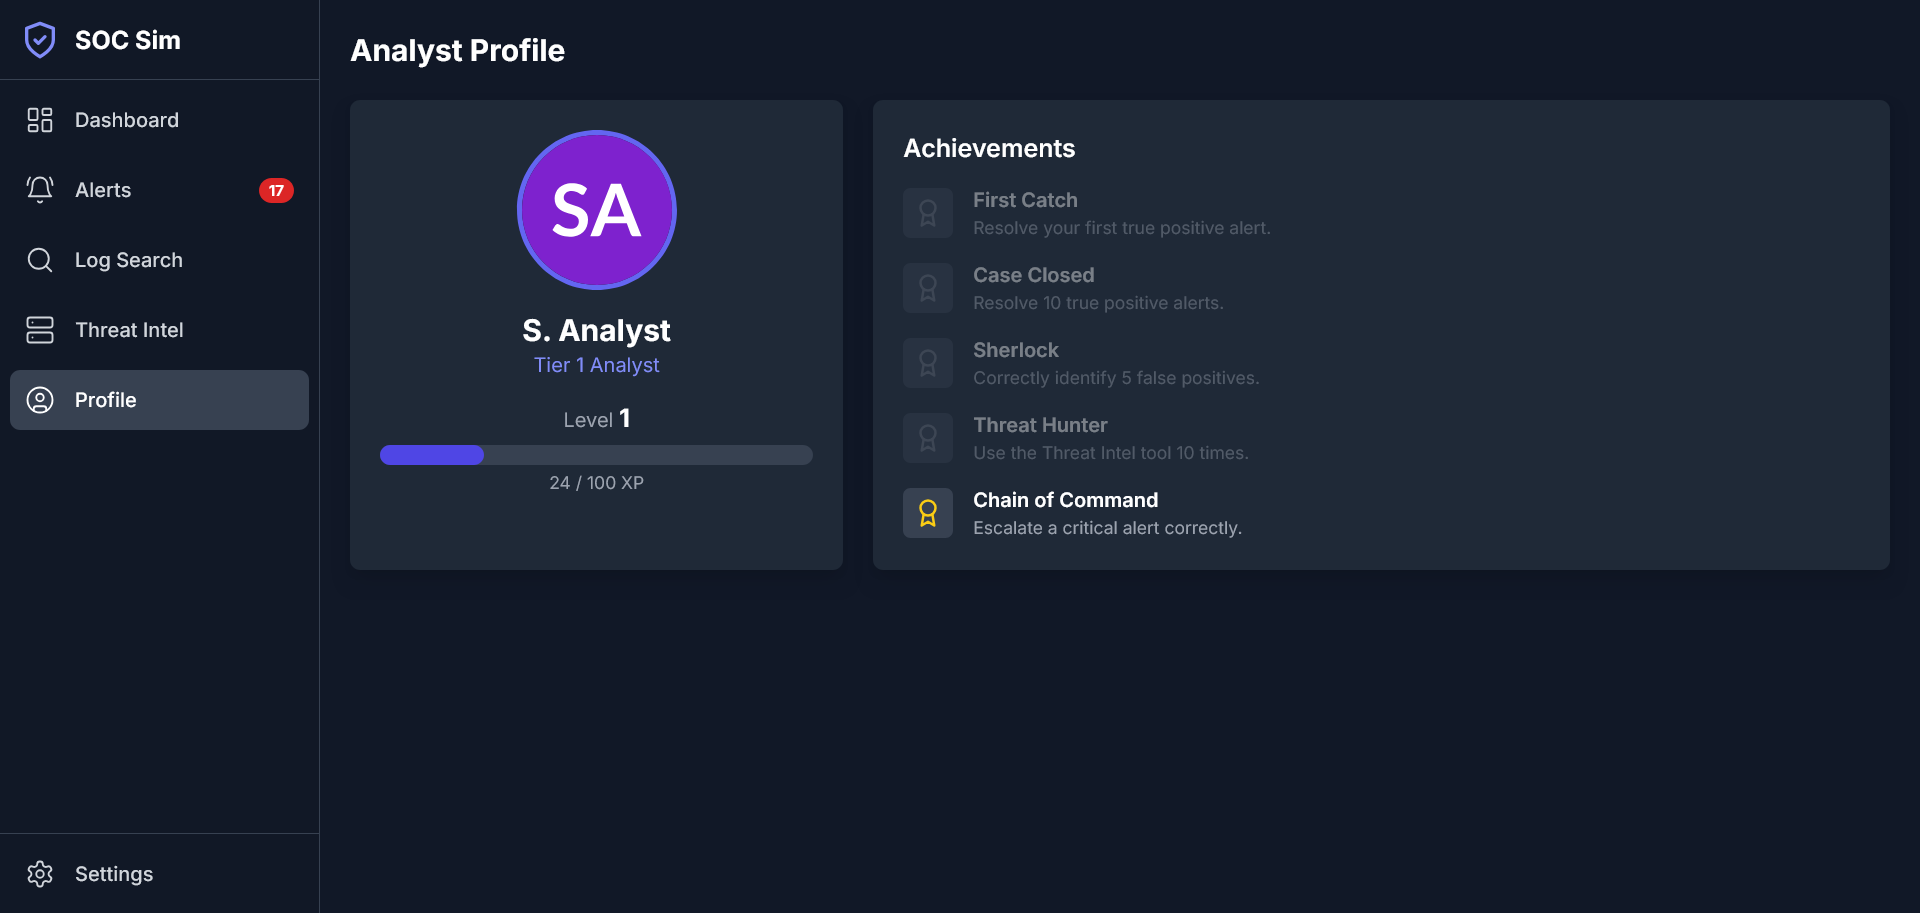 SOC Sim
Dashboard
Alerts
17
Log Search
Threat Intel
Profile
Settings
Analyst Profile
SA
S. Analyst
Tier 1 Analyst
Level 1
24 / 100 XP
Achievements
First Catch
Resolve your first true positive alert.
Case Closed
Resolve 10 true positive alerts.
Sherlock
Correctly identify 5 false positives.
Threat Hunter
Use the Threat Intel tool 10 times.
Chain of Command
Escalate a critical alert correctly.